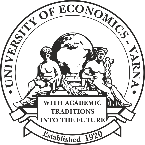 • UNIVERSITY OF ECONOMICS - VARNA •
WITH ACADEMIC
TRADITIONS
INTO THE FUTURE
Established 1920